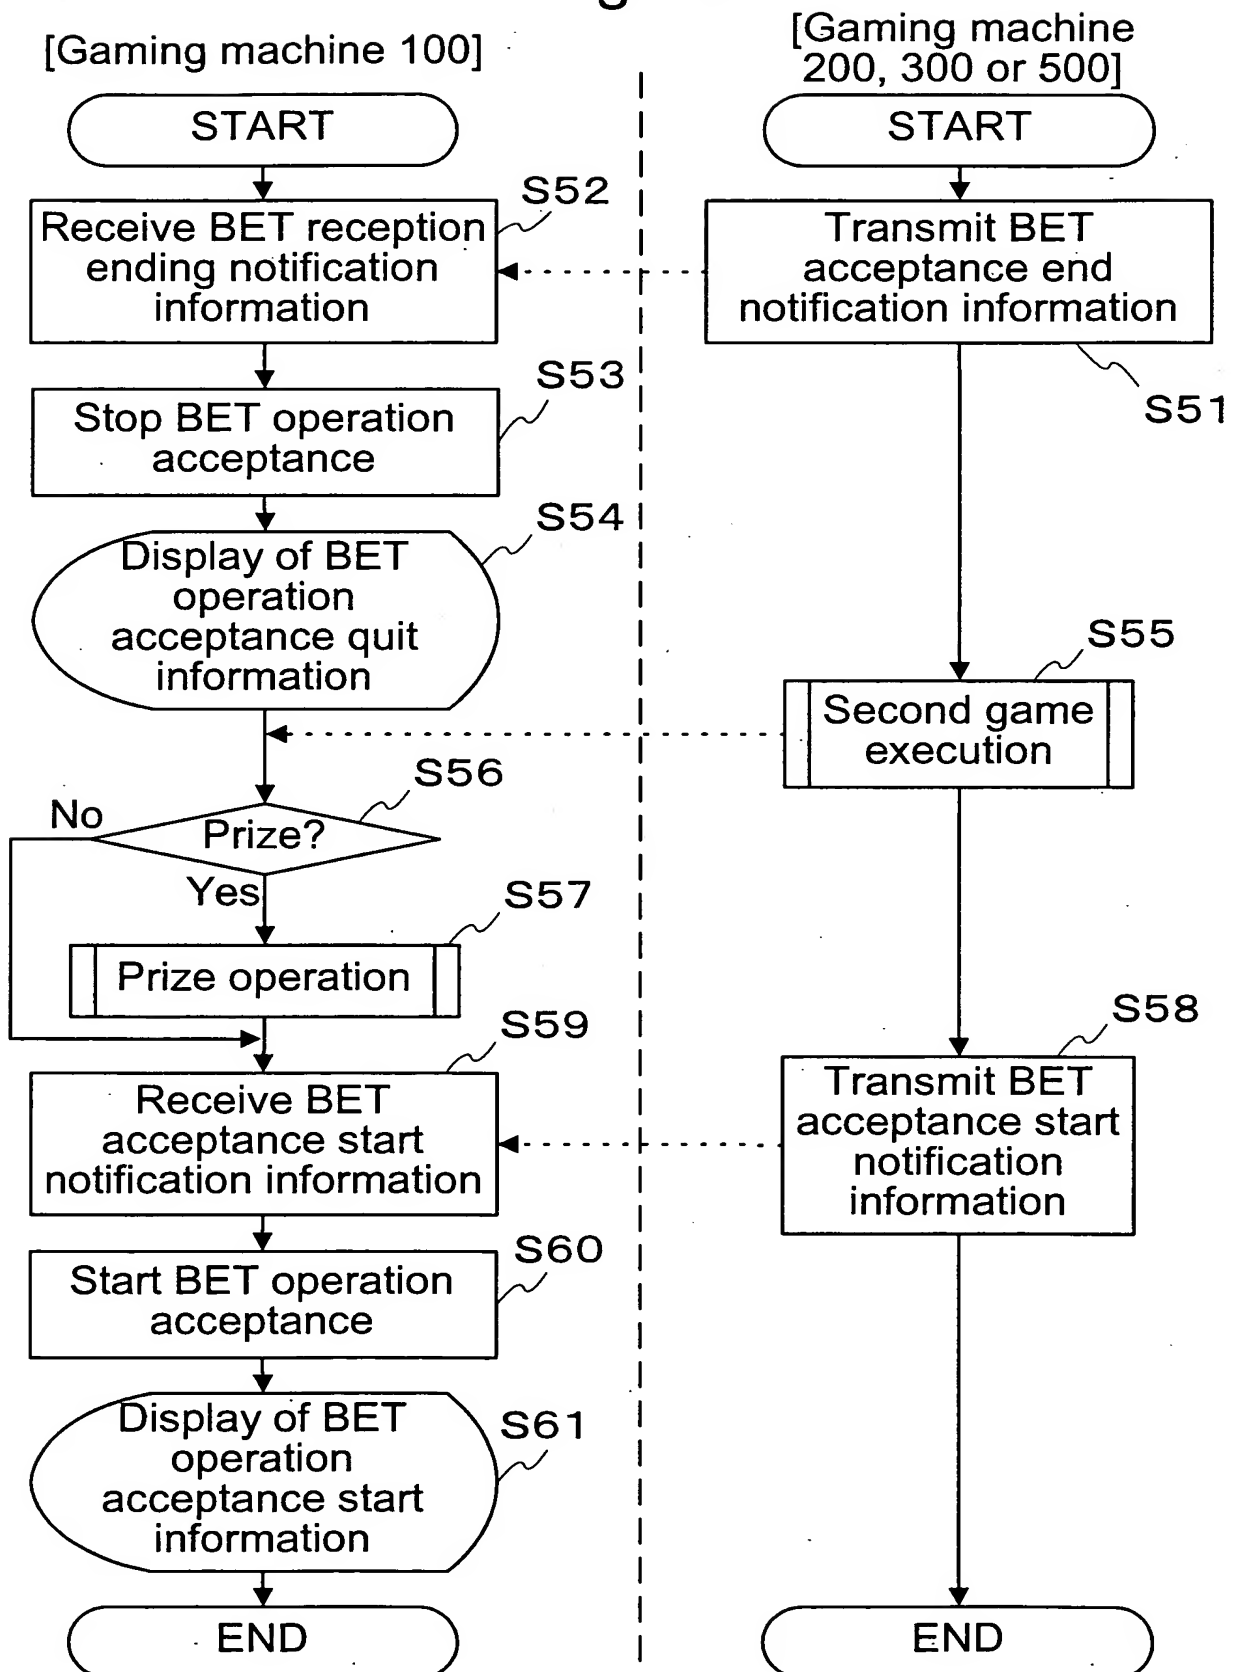 [Gaming machine 100]
START
S52
Receive BET reception
ending notification
information
S53
Stop BET operation
acceptance
S54
Display of BET
operation
acceptance quit
information
S56
No
Prize?
Yes
S57
Prize operation
S59
Receive BET
acceptance start
notification information
S60
Start BET operation
acceptance
S61
Display of BET
operation
acceptance start
information
END
[Gaming machine
200, 300 or 500]
START
Transmit BET
acceptance end
notification information
S51
S55
Second game
execution
S58
Transmit BET
acceptance start
notification
information
END